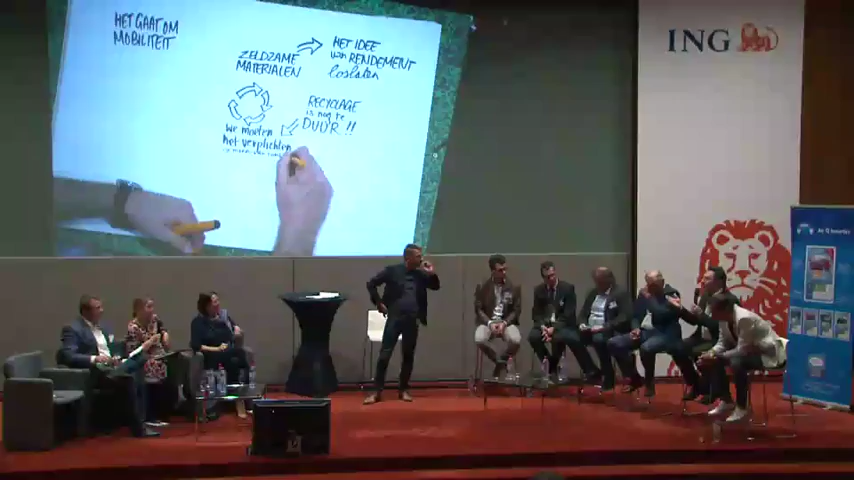 HET GAAT OM
MOBILITEIT
ZELDZAME
MATERIALEN
HET IDEE
van RENDEMENT
loslaten
RECYCLAGE
is nog te
DUUR !!
We moeten
het verplichten
ING